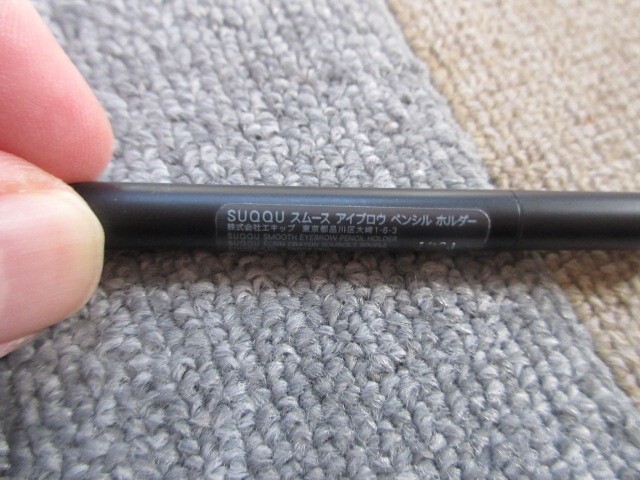 SUQQU スムース アイブロウ ペンシル ホルダー
株式会社エキップ 東京都品川区大崎1-6-3
SUQQU SMOOTH EYEBROW PENCIL HOLDER
SUQQU